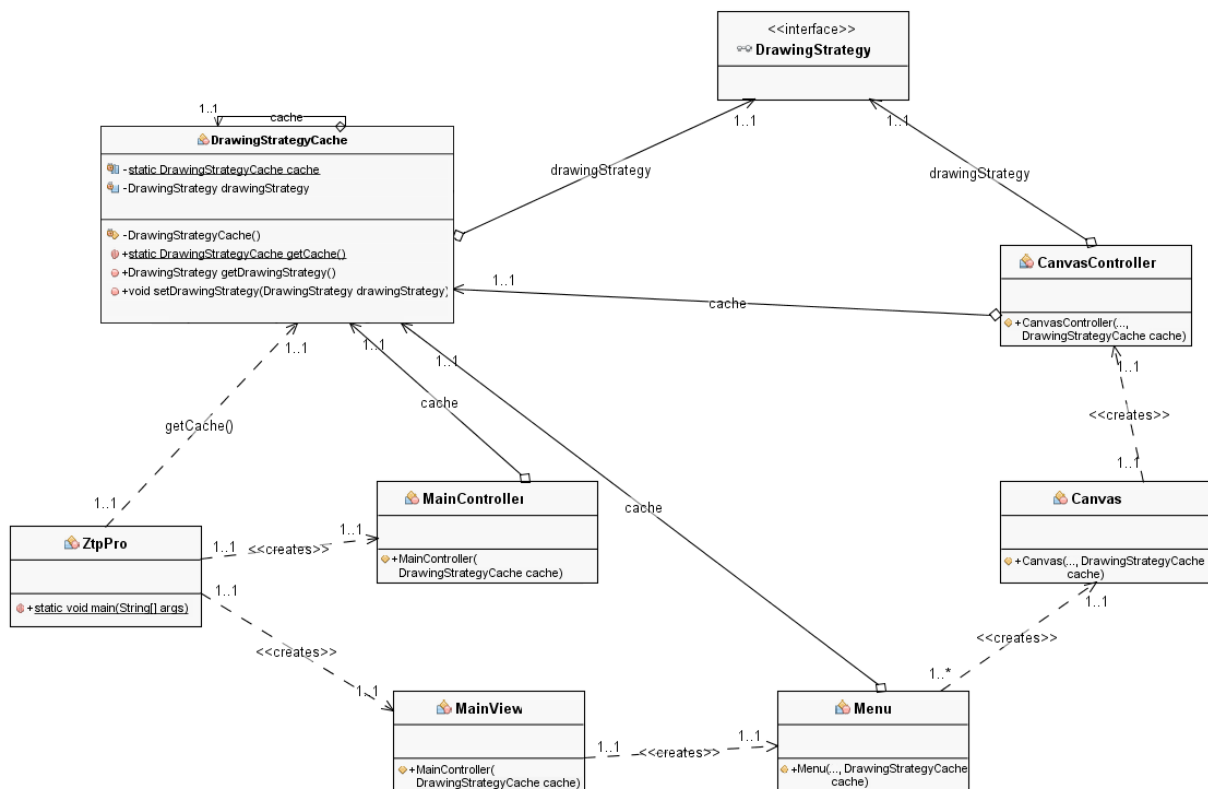 <<interface>>
DrawingStrategy
1..1
cache
DrawingStrategyCache
1..1
1..1
-static DrawingStrategyCache cache
-DrawingStrategy drawingStrategy
drawingStrategy
drawingStrategy
-DrawingStrategyCache()
+static DrawingStrategyCache getCache()
+DrawingStrategy getDrawingStrategy()
+void setDrawingStrategy(DrawingStrategy drawingStrategy)
CanvasController
+CanvasController(...,
DrawingStrategyCache cache)
1..1
cache
1..1
1..1
1..1
1..1
getCache()
cache
<<creates>>
1..1
1..1
MainController
+MainController(
DrawingStrategyCache cache)
Canvas
+Canvas(..., DrawingStrategyCache
cache)
cache
ZtpPro
+static void main(String[] args)
1..1
<<creates>>
1..1
1..1
<<creates>>
1..1
1..1
<<creates>>
1..*
MainView
+MainController(
DrawingStrategyCache cache)
1..1
<<creates>>
1..1
Menu
+Menu(..., DrawingStrategyCache
cache)